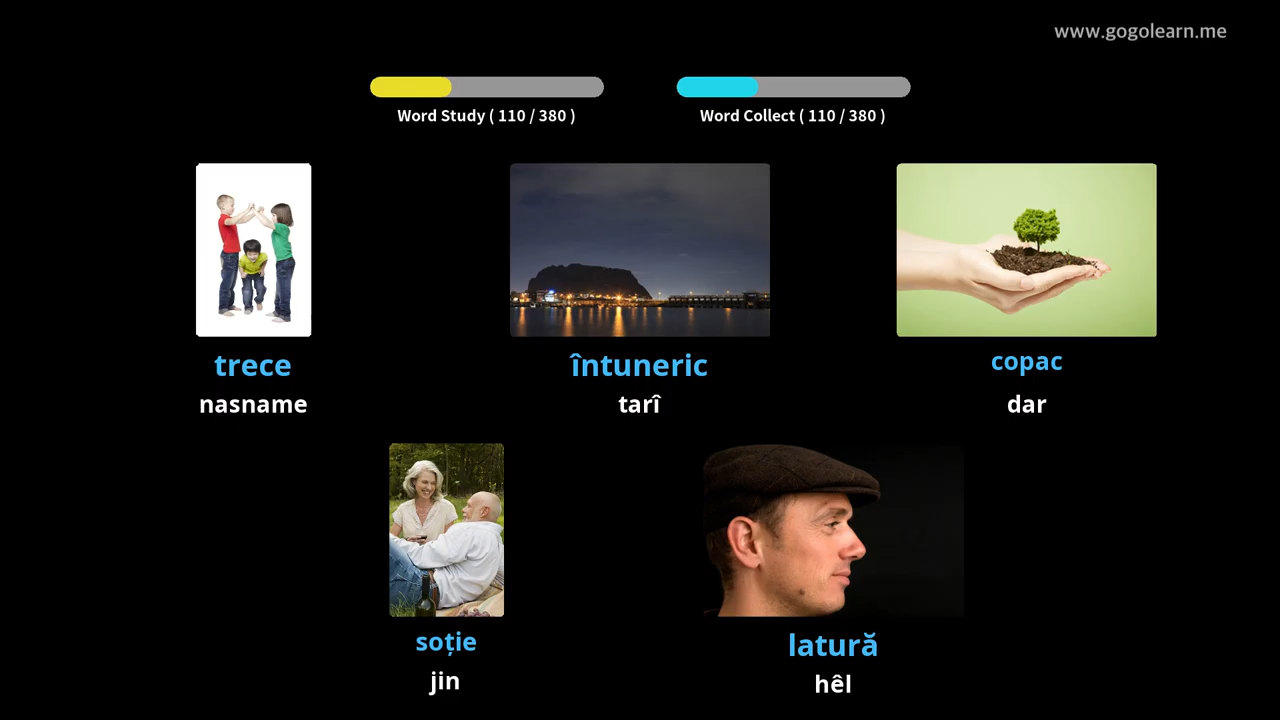 www.gogolearn.me
Word Study ( 110 / 380 )
Word Collect ( 110 / 380 )
trece
nasname
întuneric
tarî
copac
dar
soție
jin
latură
hêl